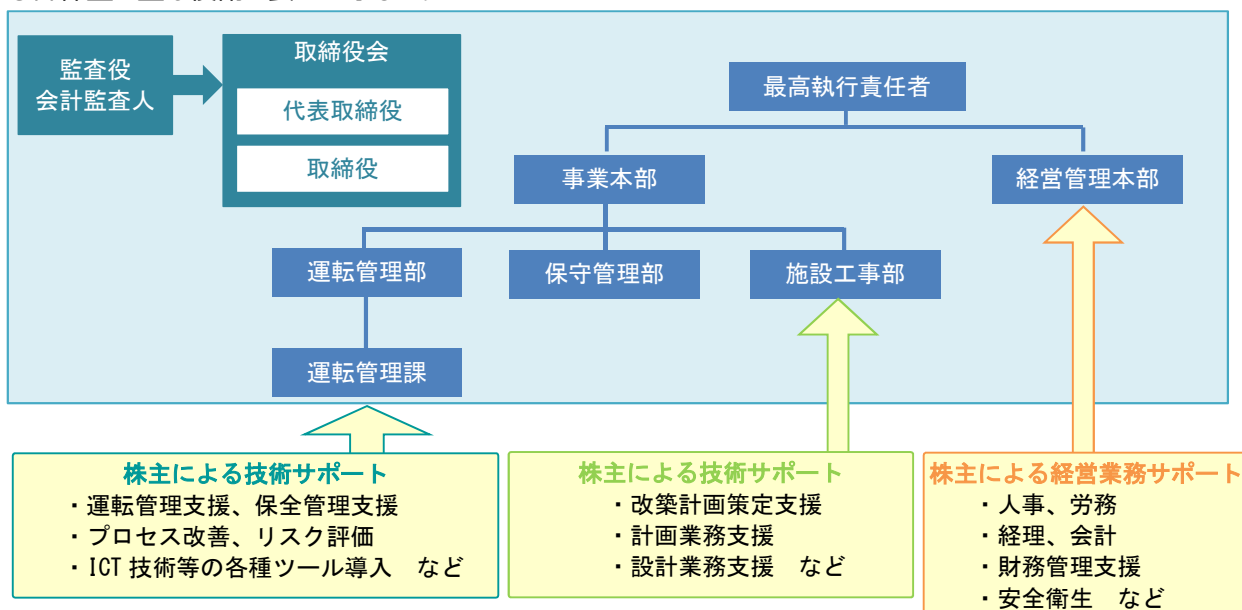 監査役
会計監査人
取締役会
代表取締役
取締役
最高執行責任者
事業本部
経営管理本部
運転管理部
保守管理部
施設工事部
運転管理課
株主による技術サポート
・運転管理支援、保全管理支援
・プロセス改善、リスク評価
・ICT 技術等の各種ツール導入　など
株主による技術サポート
・改築計画策定支援
・計画業務支援
・設計業務支援　など
株主による経営業務サポート
・人事、労務
・経理、会計
・財務管理支援
・安全衛生　など